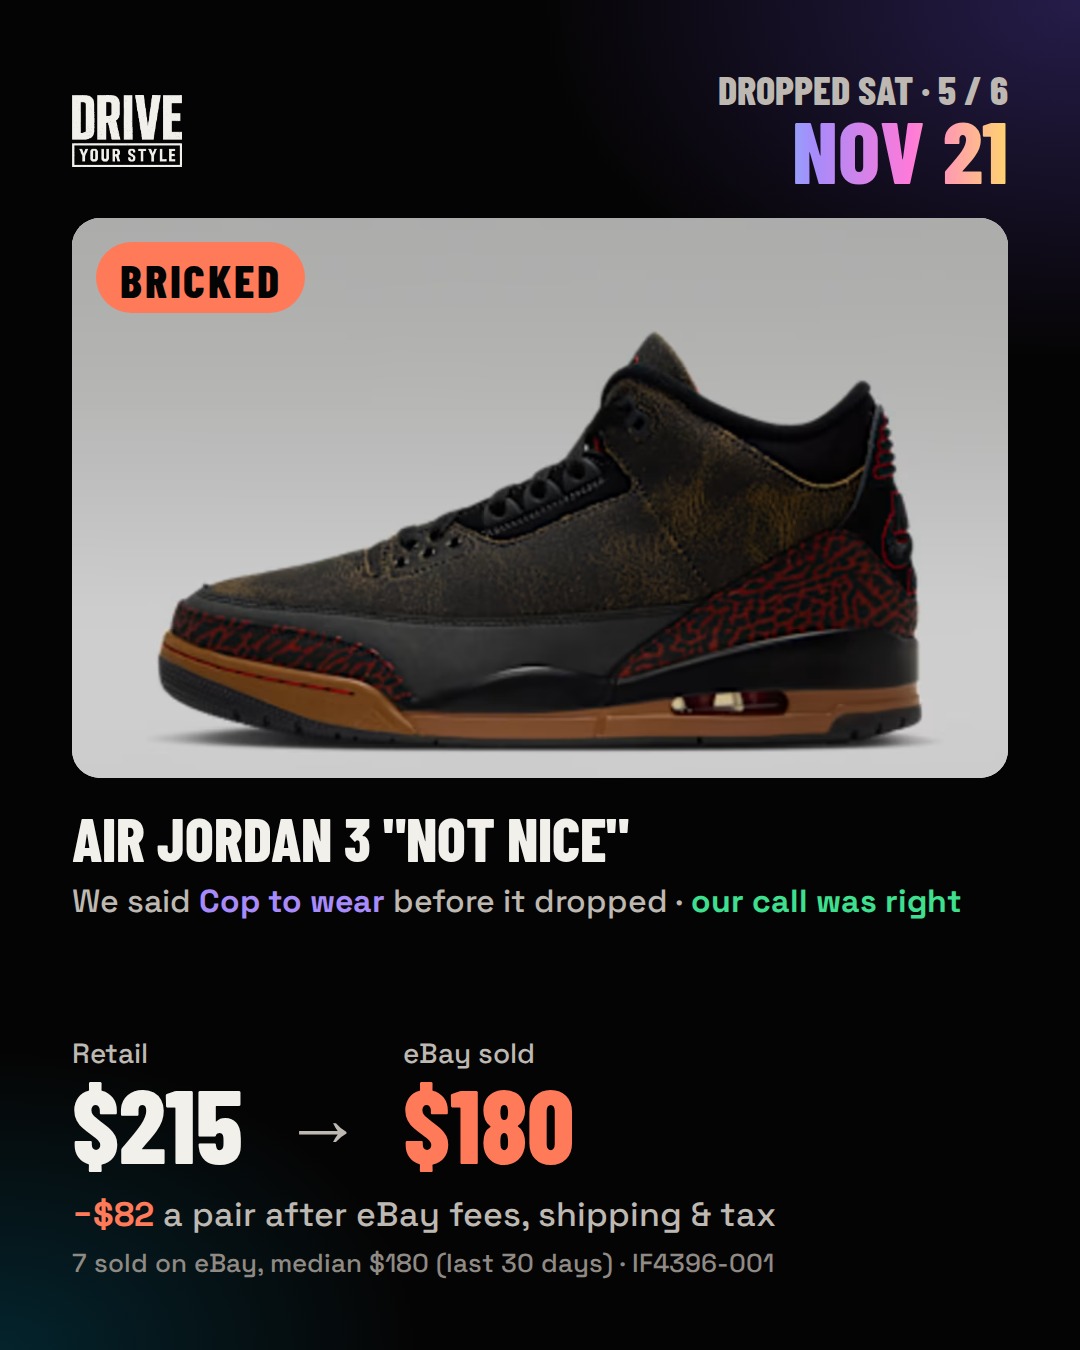 DRIVE
YOUR STYLE
DROPPED SAT · 5 / 6
NOV 21
BRICKED
AIR JORDAN 3 "NOT NICE"
We said Cop to wear before it dropped · our call was right
Retail
eBay sold
$215 → $180
−$82 a pair after eBay fees, shipping & tax
7 sold on eBay, median $180 (last 30 days) · IF4396-001